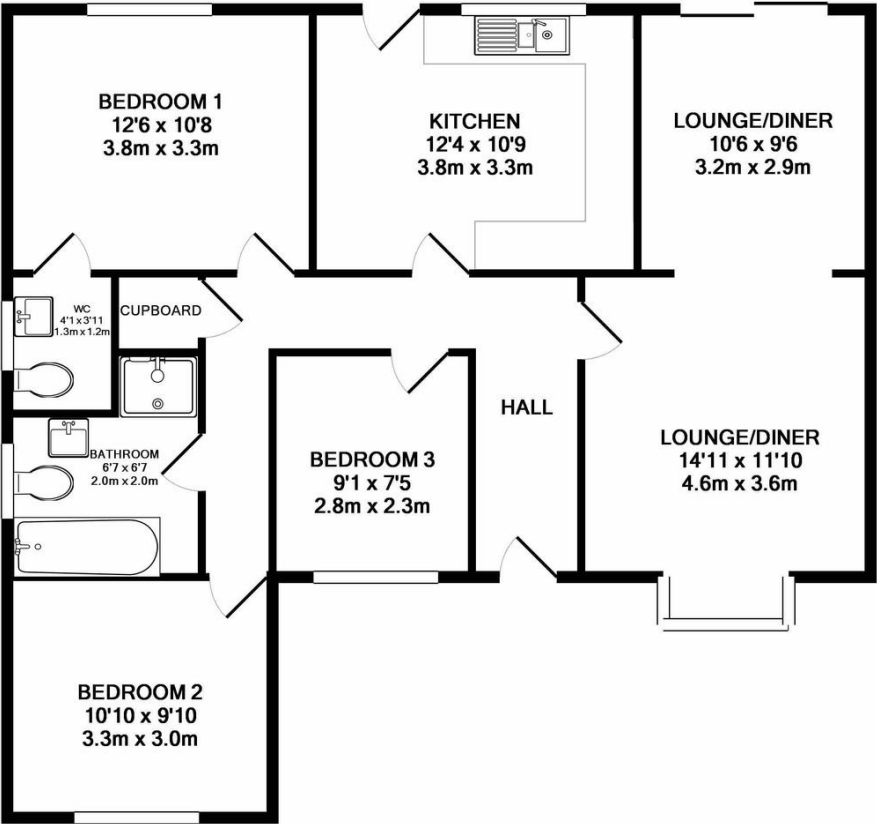 BEDROOM 1
12'6 x 10'8
3.8m x 3.3m
KITCHEN
12'4 x 10'9
3.8m x 3.3m
LOUNGE/DINER
10'6 x 9'6
3.2m x 2.9m
WC
4'1 x 3'11
1.3m x 1.2m
CUPBOARD
HALL
BATHROOM
6'7 x 6'7
2.0m x 2.0m
BEDROOM 3
9'1 x 7'5
2.8m x 2.3m
LOUNGE/DINER
14'11 x 11'10
4.6m x 3.6m
BEDROOM 2
10'10 x 9'10
3.3m x 3.0m